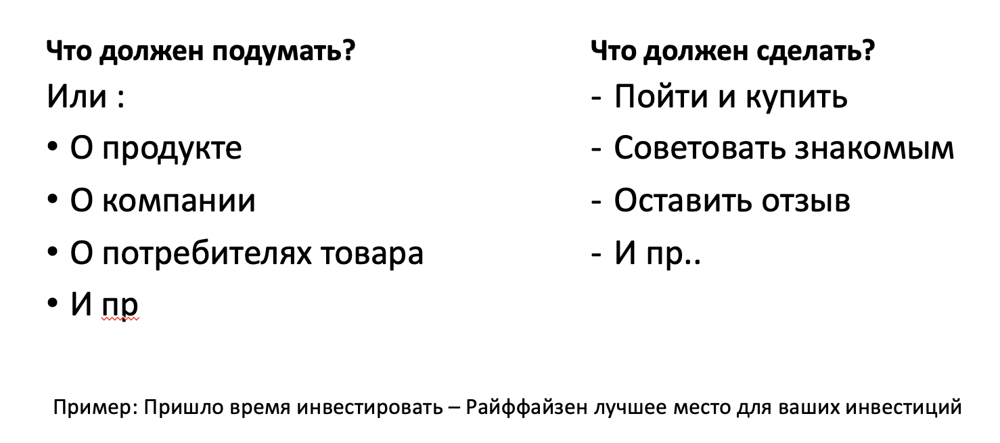 Что должен подумать?
Или :
• О продукте
• О компании
• О потребителях товара
• И пр
Что должен сделать?
- Пойти и купить
- Советовать знакомым
- Оставить отзыв
- И пр..
Пример: Пришло время инвестировать – Райффайзен лучшее место для ваших инвестиций